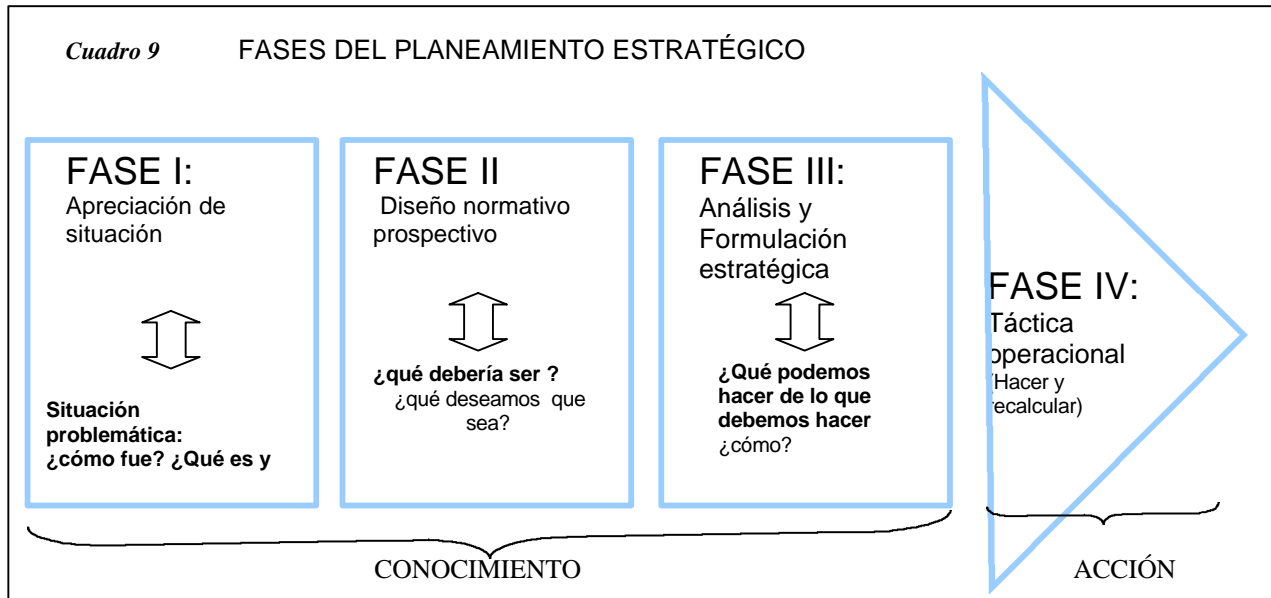 Cuadro 9 FASES DEL PLANEAMIENTO ESTRATÉGICO
FASE I:
Apreciación de
situación
Situación
problemática:
¿cómo fue? ¿Qué es y
FASE II
Diseño normativo
prospectivo
¿qué debería ser ?
¿qué deseamos que
sea?
FASE III:
Análisis y
Formulación
estratégica
¿Qué podemos
hacer de lo que
debemos hacer
¿cómo?
FASE IV:
Táctica
operacional
(Hacer y
recalcular)
CONOCIMIENTO
ACCIÓN